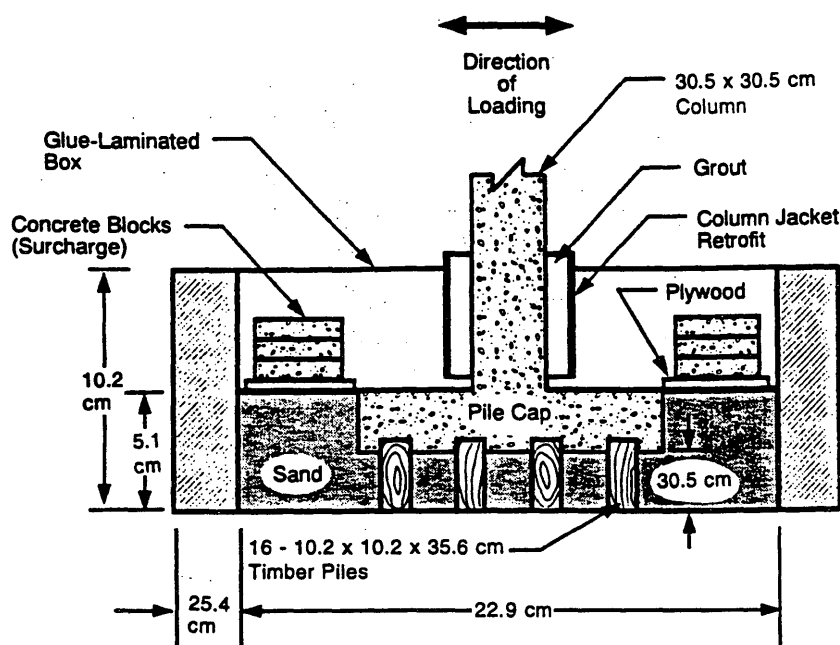 Direction
of
Loading
30.5 x 30.5 cm
Column
Glue-Laminated
Box
Grout
Concrete Blocks
(Surcharge)
Column Jacket
Retrofit
Plywood
10.2
cm
Pile Cap
5.1
cm
Sand
30.5 cm
16 - 10.2 x 10.2 x 35.6 cm
Timber Piles
25.4
cm
22.9 cm